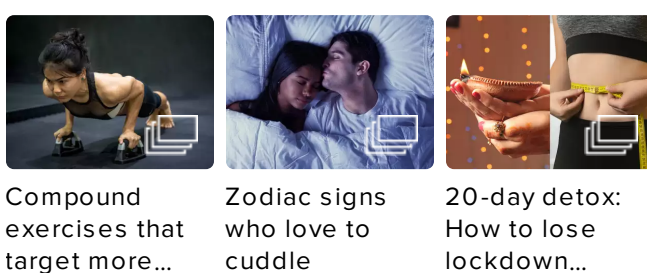 Compound
exercises that
target more...
Zodiac signs
who love to
cuddle
20-day detox:
How to lose
lockdown...